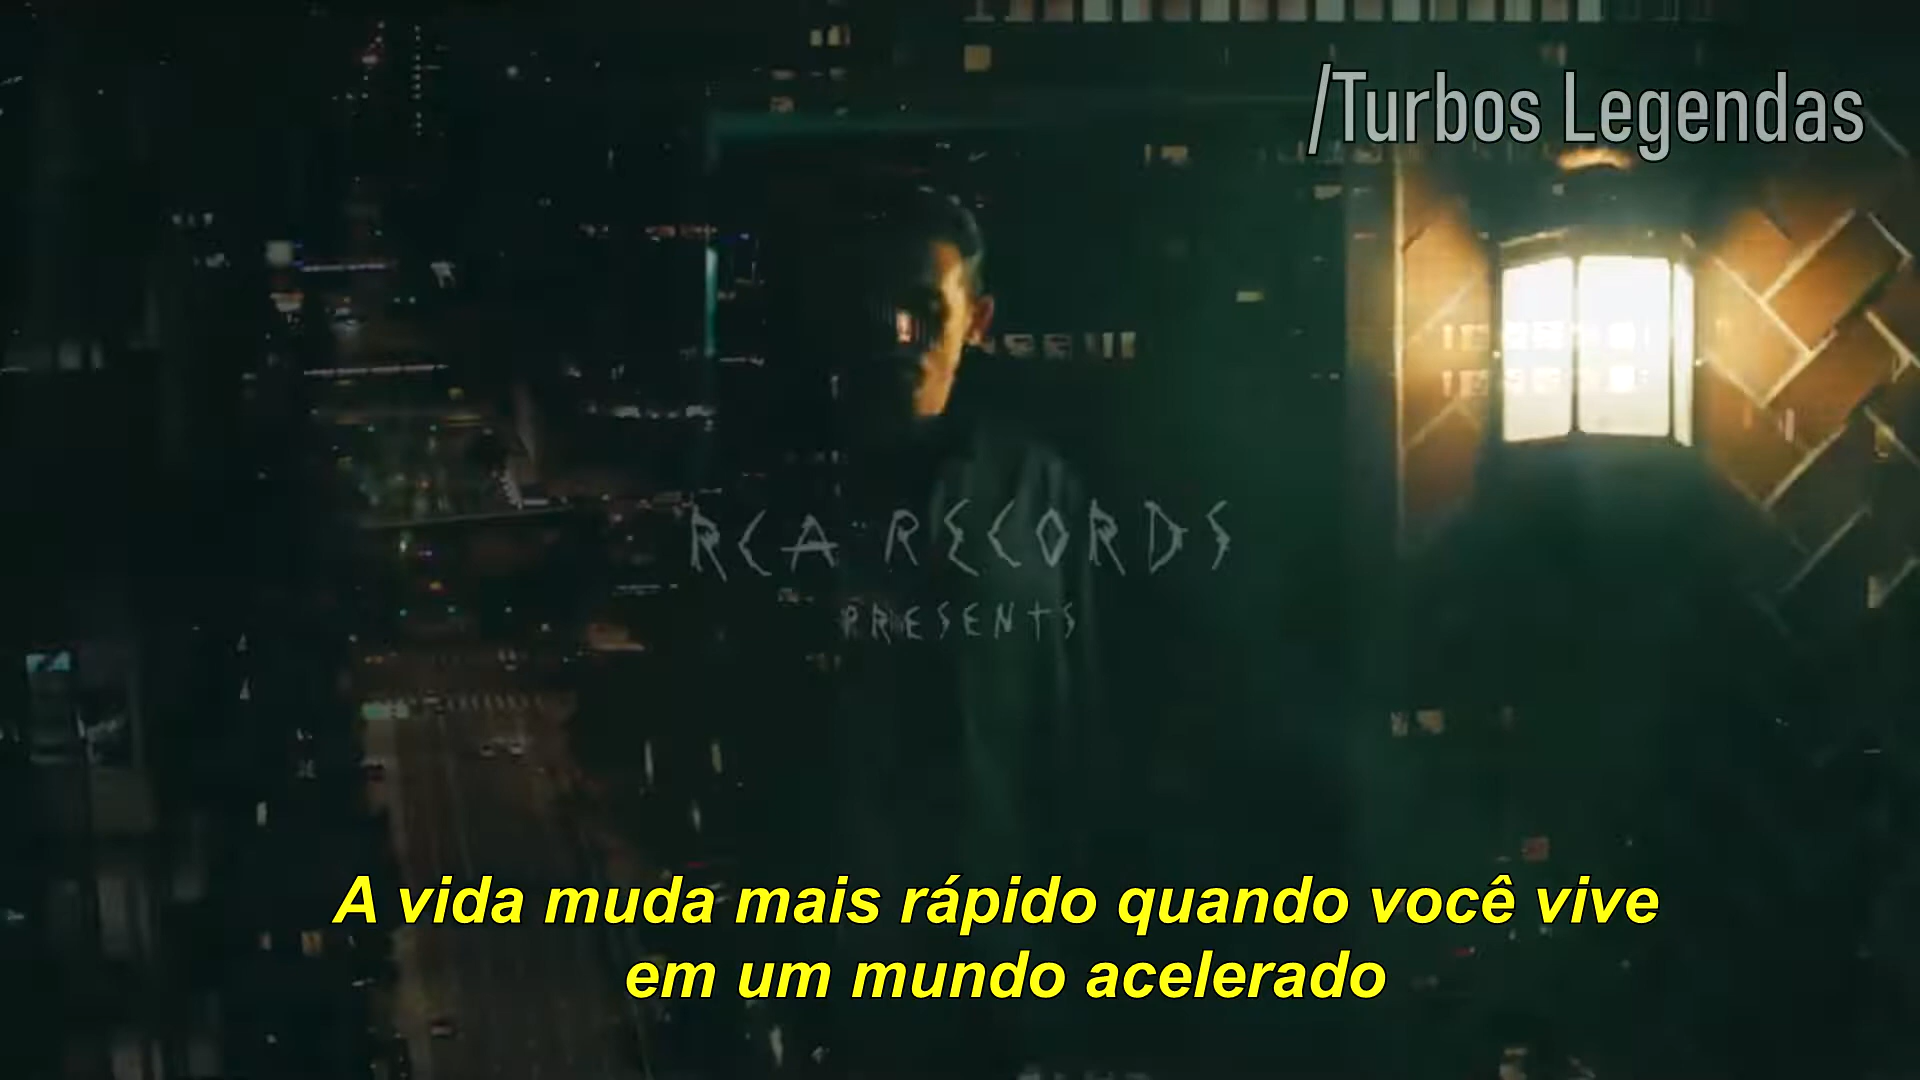 /Turbos Legendas
RCA RECORDS
PRESENTS
A vida muda mais rápido quando você vive
em um mundo acelerado